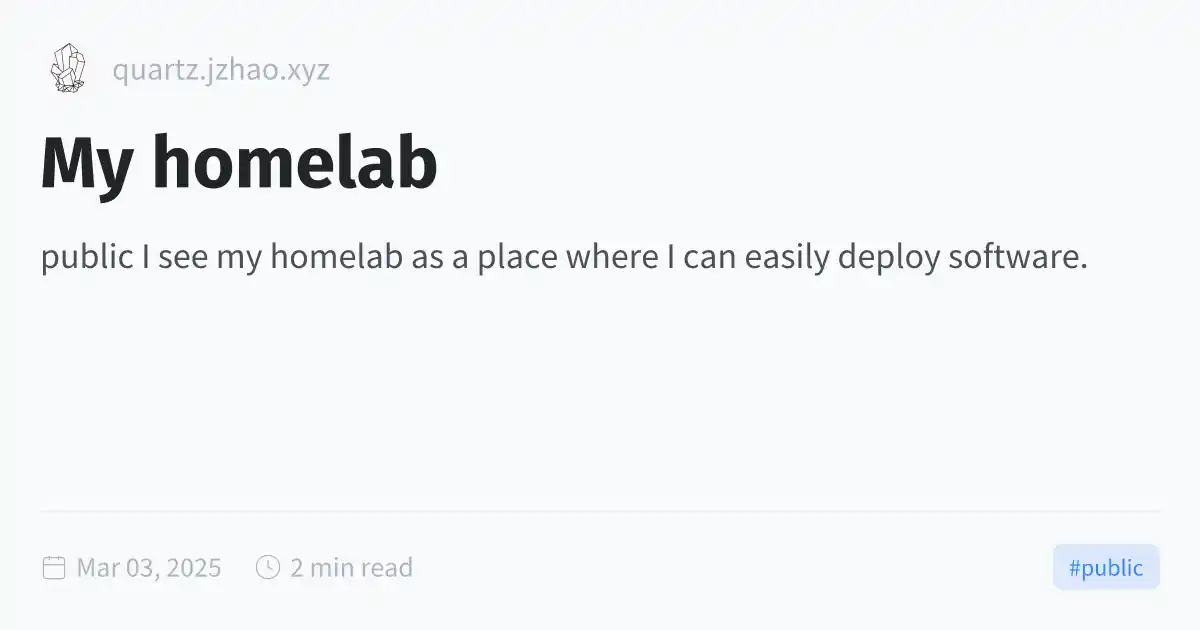 quartz.jzhao.xyz
My homelab
public I see my homelab as a place where I can easily deploy software.
Mar 03, 2025 2 min read #public